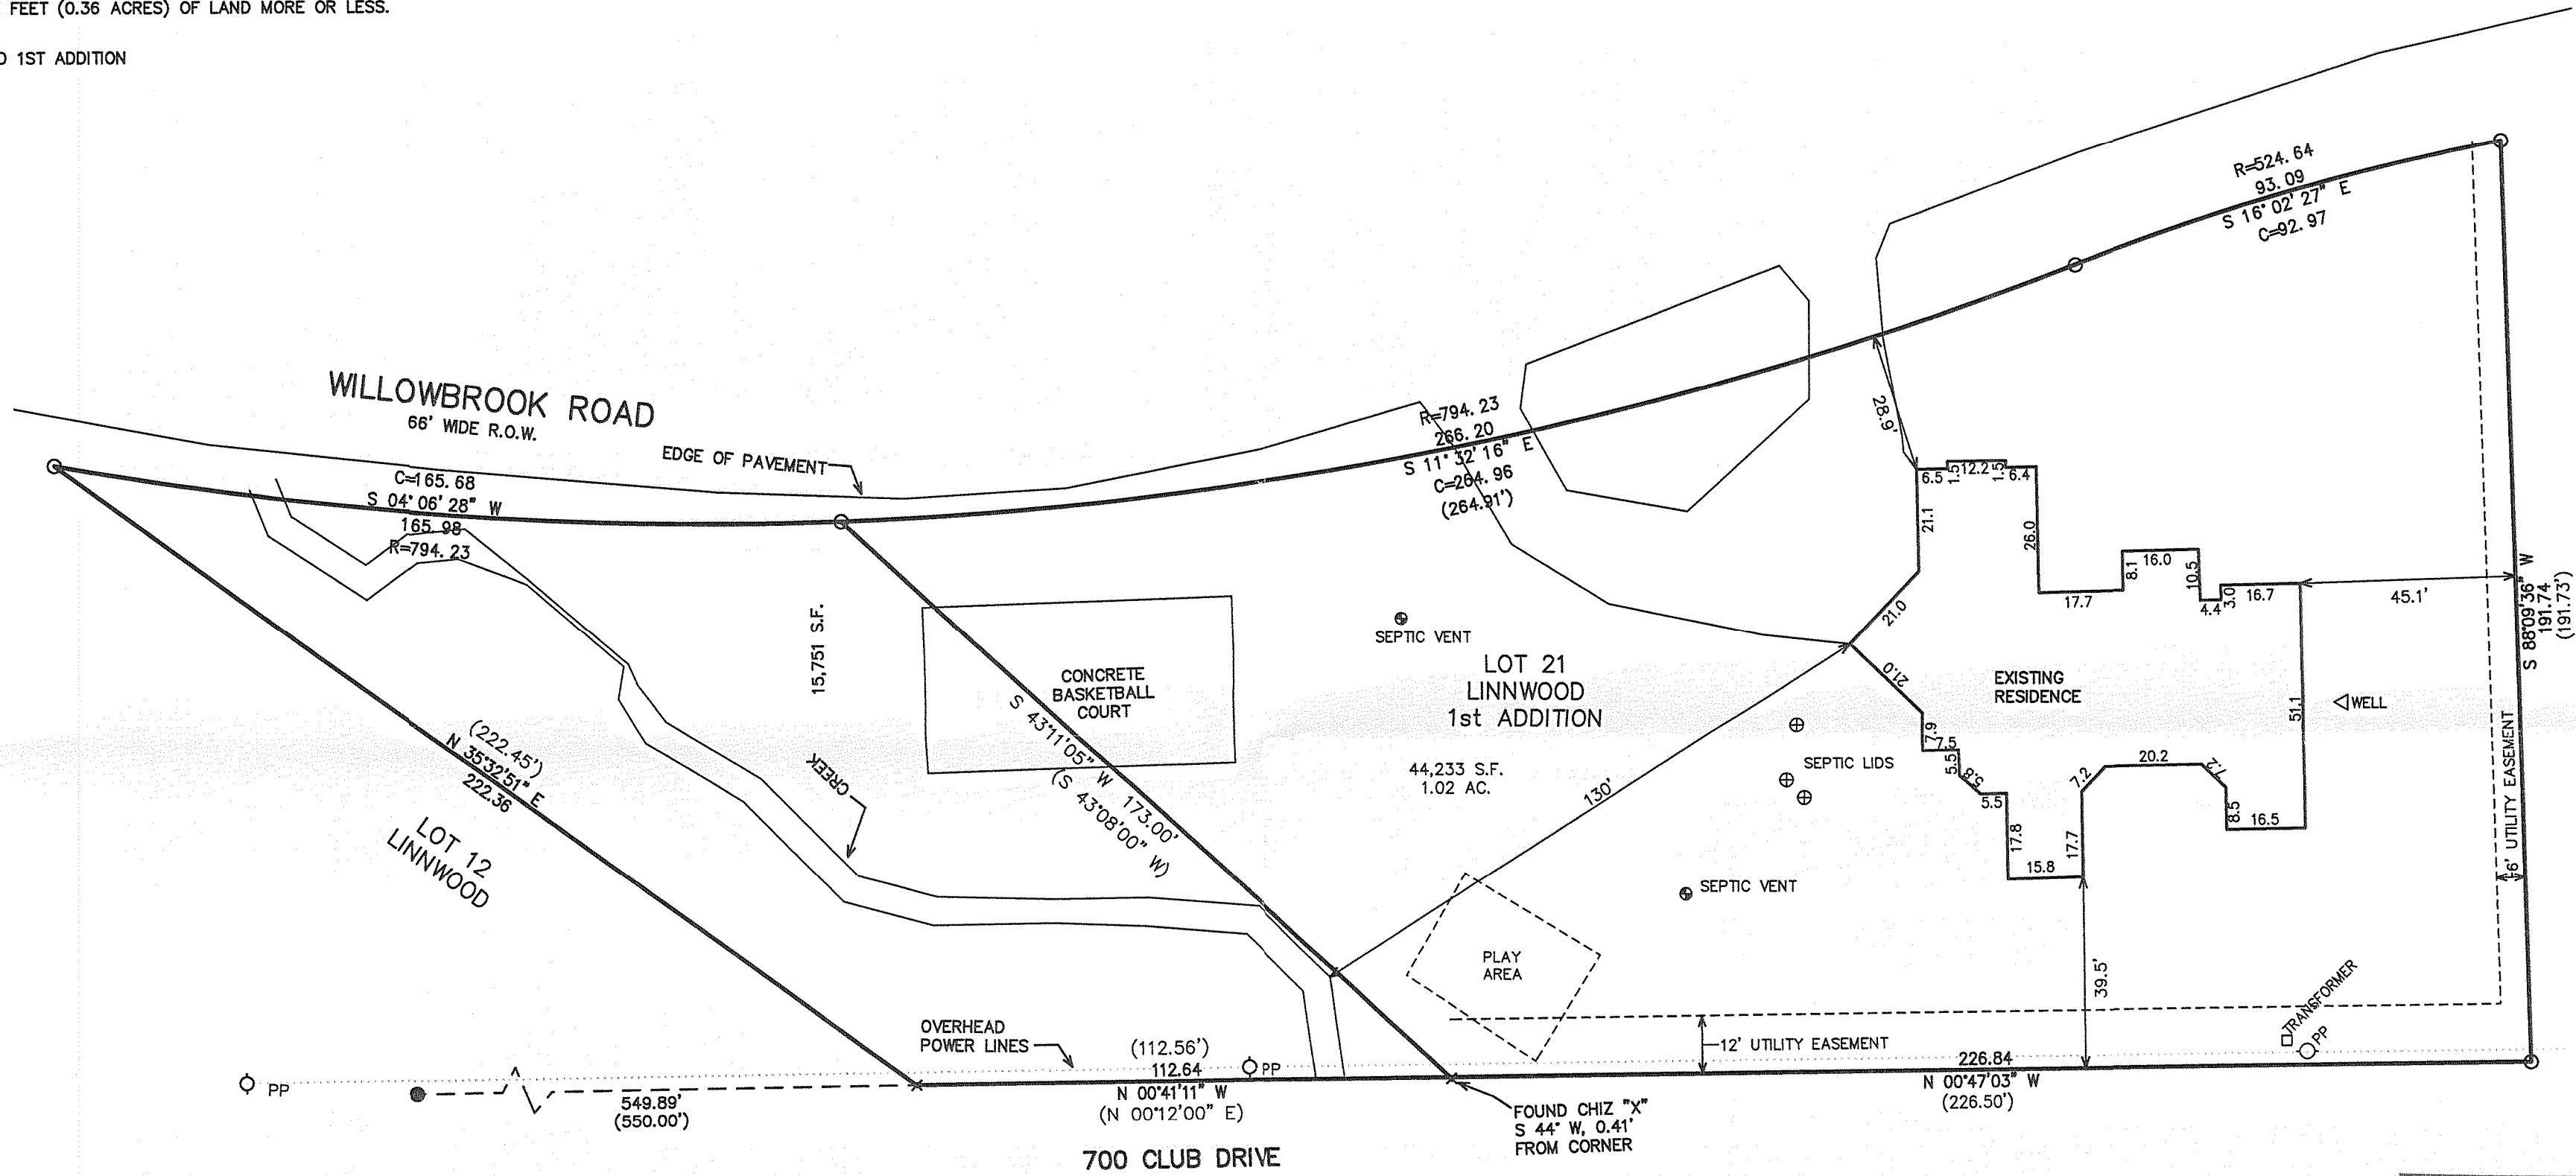 FEET (0.36 ACRES) OF LAND MORE OR LESS.
1ST ADDITION
R=524.64
93.09
S 16° 02' 27" E
C=92.97
WILLOWBROOK ROAD
66' WIDE R.O.W.
EDGE OF PAVEMENT
C=165.68
S 04° 06' 28" W
165.98
R=794.23
R=794.23
266.20
S 11° 32' 16" E
C=264.96
(264.91')
28.9'
6.5
1.5
12.2
1.5
6.4
21.1
26.0
17.7
8.1
16.0
10.5
4.4
3.0
16.7
45.1'
S 88°09'36" W
191.74
(191.73')
21.0
21.0
15,751 S.F.
CONCRETE
BASKETBALL
COURT
SEPTIC VENT
LOT 21
LINNWOOD
1st ADDITION
44,233 S.F.
1.02 AC.
EXISTING
RESIDENCE
WELL
51.1
7.9
7.5
5.5
5.8
5.5
17.8
15.8
17.7
7.2
20.2
7.2
8.5
16.5
SEPTIC LIDS
6' UTILITY EASEMENT
S 43°11'05" W 173.00'
(S 43°08'00" W)
130'
CREEK
(222.45')
N 35°32'51" E
222.36
LOT 12
LINNWOOD
SEPTIC VENT
PLAY
AREA
39.5'
TRANSFORMER
PP
OVERHEAD
POWER LINES
12' UTILITY EASEMENT
PP
PP
(112.56')
112.64
N 00°41'11" W
(N 00°12'00" E)
226.84
N 00°47'03" W
(226.50')
549.89'
(550.00')
FOUND CHIZ "X"
S 44° W, 0.41'
FROM CORNER
700 CLUB DRIVE